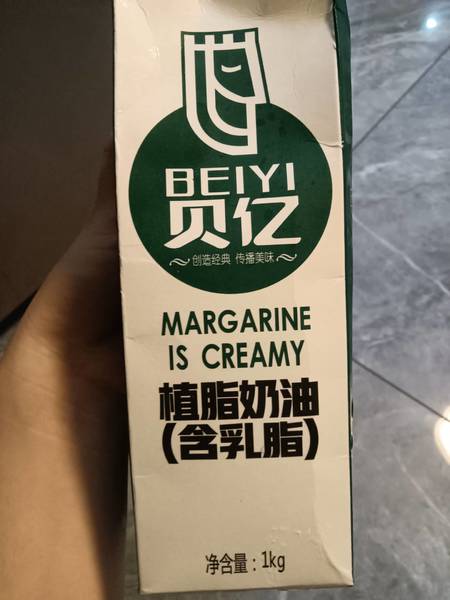 BEIYI
贝亿
～创造经典 传播美味～
MARGARINE
IS CREAMY
植脂奶油
(含乳脂)
净含量：1kg